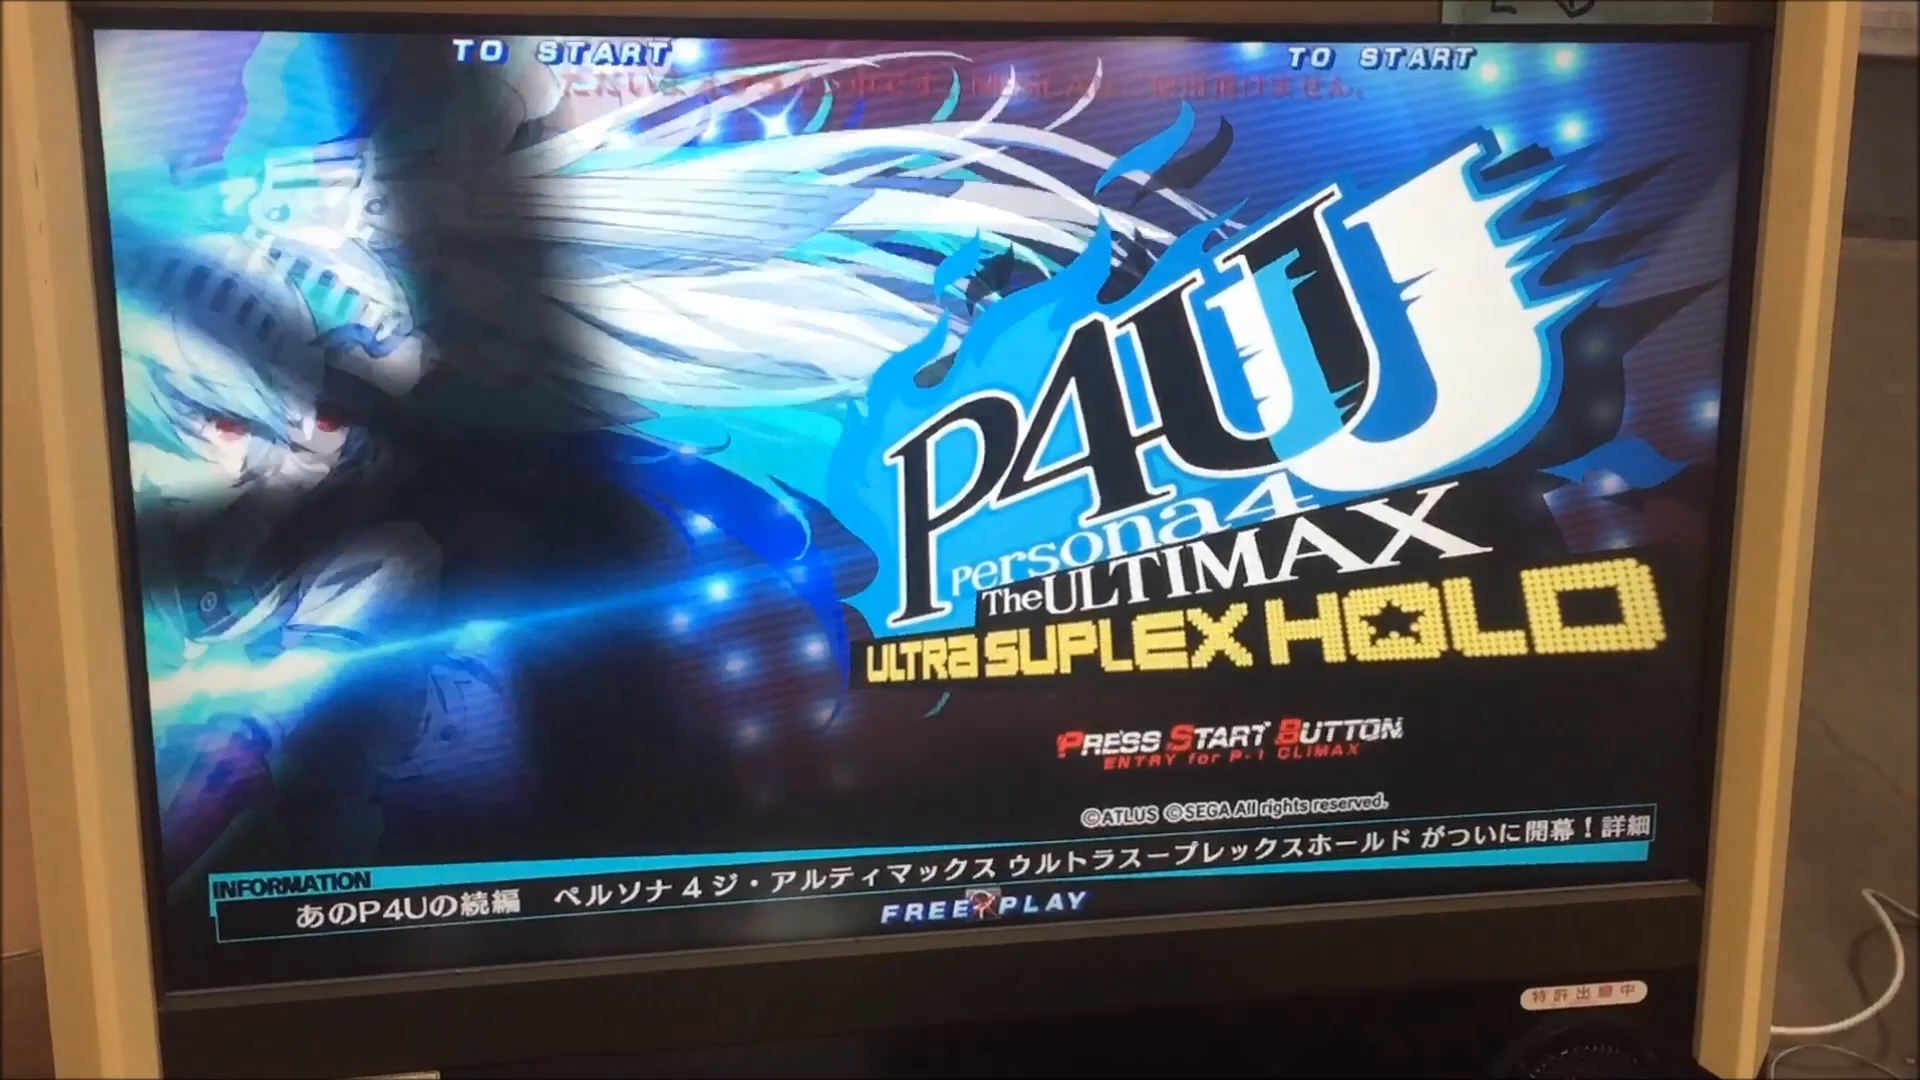 TO START
TO START
P4UU
Persona4
The ULTIMAX
ULTRA SUPLEX HOLD
PRESS START BUTTON
ENTRY for P-1 CLIMAX
©ATLUS ©SEGA All rights reserved.
INFORMATION
あのP4Uの続編 ペルソナ4 ジ・アルティマックス ウルトラスープレックスホールド がついに開幕！詳細
FREE PLAY
特許出願中